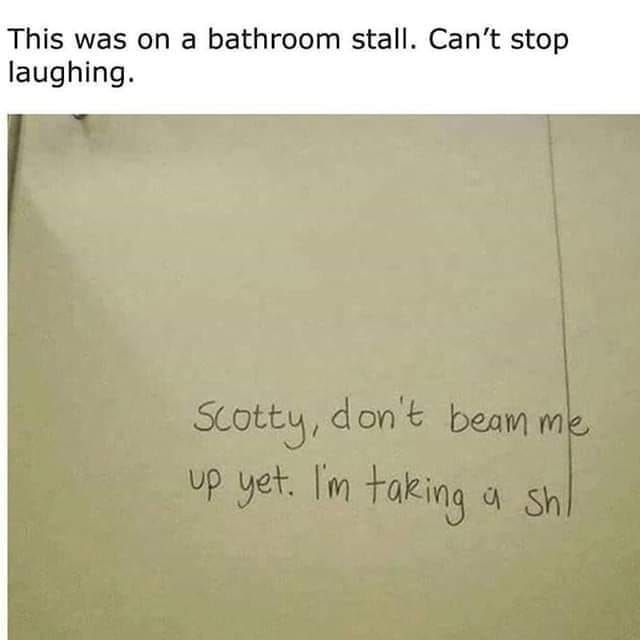 This was on a bathroom stall. Can't stop
laughing.
Scotty, don't beam me
up yet. I'm taking a sh